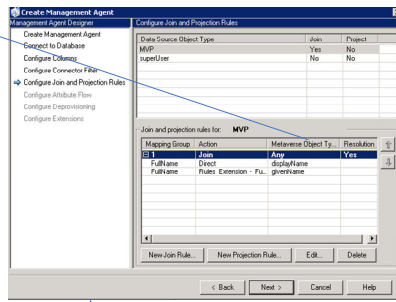 Create Management Agent
Management Agent Designer
Configure Join and Projection Rules
Create Management Agent
Connect to Database
Configure Columns
Configure Connector Filter
Configure Join and Projection Rules
Configure Attribute Flow
Configure Deprovisioning
Configure Extensions
Data Source Object Type Join Project
MVP Yes No
superUser No No
Join and projection rules for: MVP
Mapping Group Action Metaverse Object Ty... Resolution
1 Join Any Yes
FullName Direct displayName
FullName Rules Extension - Fu... givenName
New Join Rule... New Projection Rule... Edit... Delete
< Back Next > Cancel Help